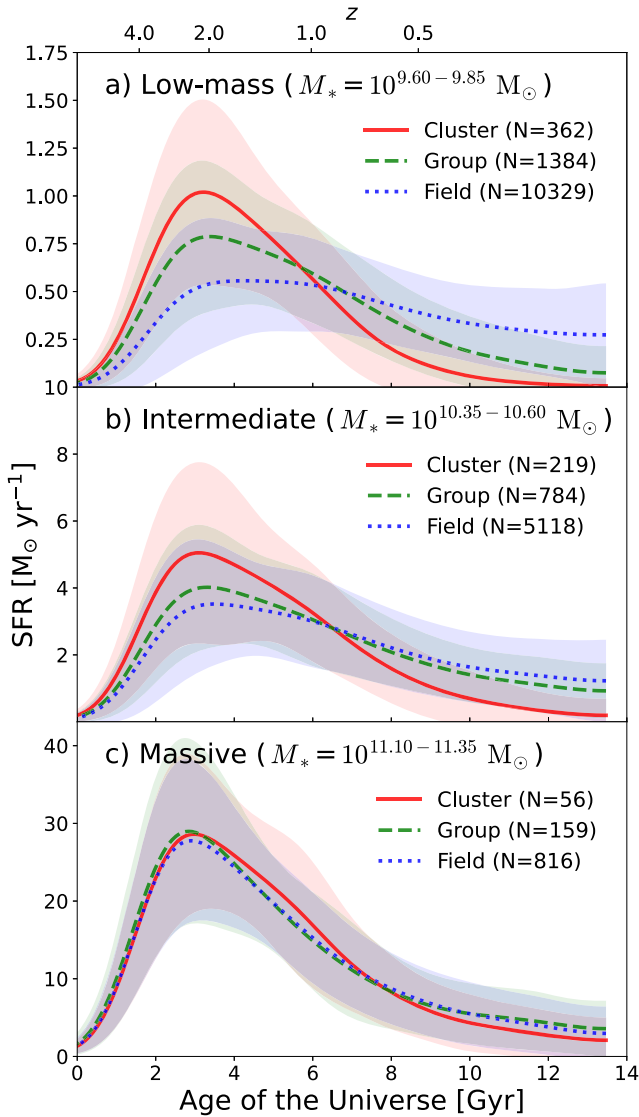 z
4.0 2.0 1.0 0.5
a) Low-mass ( M* = 10^9.60−9.85 M⊙)
1.75
1.50
1.25
1.00
0.75
0.50
0.25
Cluster (N=362)
Group (N=1384)
Field (N=10329)
b) Intermediate ( M* = 10^10.35−10.60 M⊙)
10
8
6
4
2
Cluster (N=219)
Group (N=784)
Field (N=5118)
SFR [M⊙ yr^−1]
c) Massive ( M* = 10^11.10−11.35 M⊙)
40
30
20
10
0
Cluster (N=56)
Group (N=159)
Field (N=816)
0 2 4 6 8 10 12 14
Age of the Universe [Gyr]